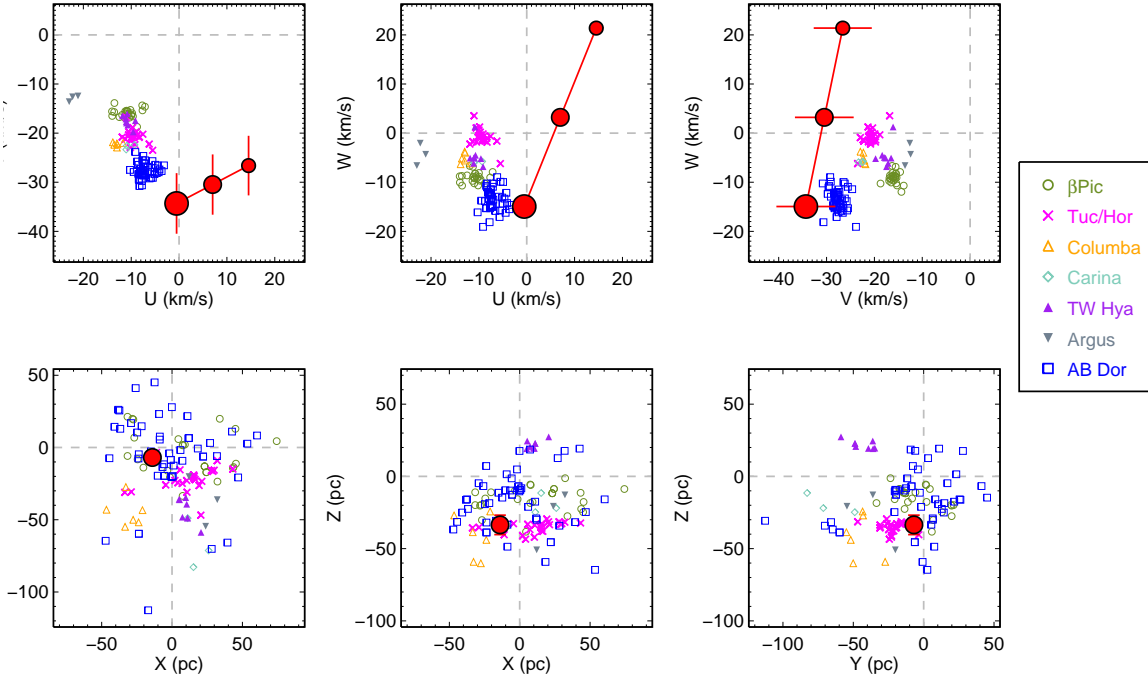 0
−10
−20
−30
−40
−20 −10 0 10 20
U (km/s)
20
10
0
−10
−20
W (km/s)
−20 −10 0 10 20
U (km/s)
20
10
0
−10
−20
W (km/s)
−40 −30 −20 −10 0
V (km/s)
βPic
Tuc/Hor
Columba
Carina
TW Hya
Argus
AB Dor
50
0
−50
−100
−50 0 50
X (pc)
50
0
−50
−100
Z (pc)
−50 0 50
X (pc)
50
0
−50
−100
Z (pc)
−100 −50 0 50
Y (pc)